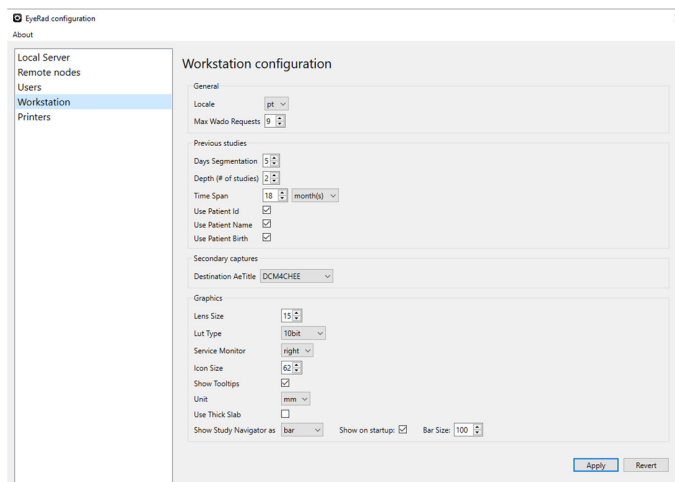 EyeRad configuration
About
Local Server
Remote nodes
Users
Workstation
Printers
Workstation configuration
General
Locale pt
Max Wado Requests 9
Previous studies
Days Segmentation 5
Depth (# of studies) 2
Time Span 18 month(s)
Use Patient Id
Use Patient Name
Use Patient Birth
Secondary captures
Destination AeTitle DCM4CHEE
Graphics
Lens Size 15
Lut Type 10bit
Service Monitor right
Icon Size 62
Show Tooltips
Unit mm
Use Thick Slab
Show Study Navigator as bar Show on startup: Bar Size: 100
Apply Revert